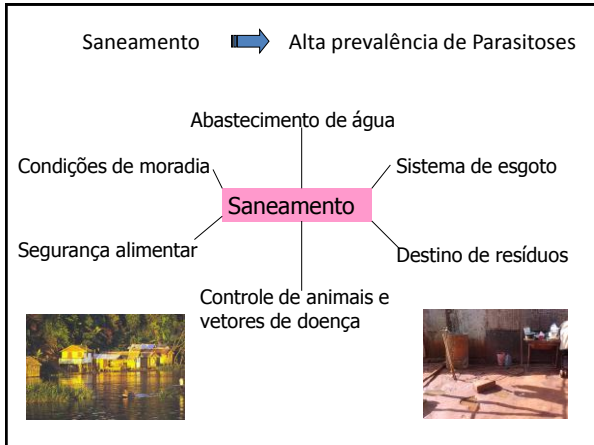 Saneamento Alta prevalência de Parasitoses
Abastecimento de água
Condições de moradia
Sistema de esgoto
Saneamento
Segurança alimentar
Destino de resíduos
Controle de animais e
vetores de doença